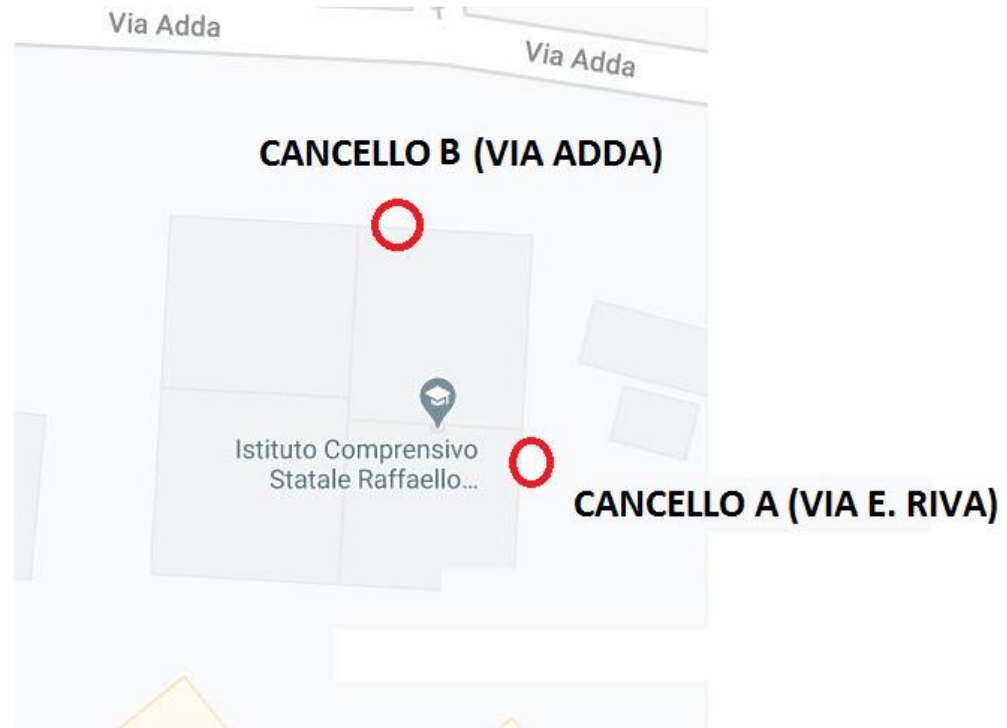 Via Adda
Via Adda
CANCELLO B (VIA ADDA)
Istituto Comprensivo
Statale Raffaello...
CANCELLO A (VIA E. RIVA)